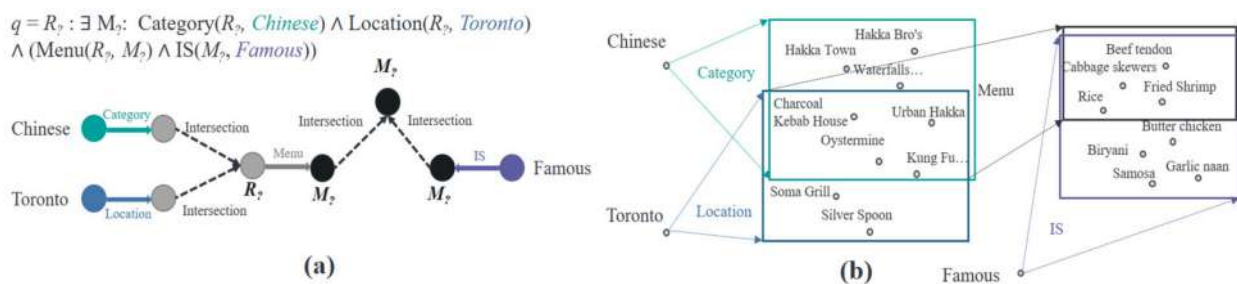 q = R? : ∃ M?: Category(R?, Chinese) ∧ Location(R?, Toronto)
∧ (Menu(R?, M?) ∧ IS(M?, Famous))
M?
Category
Chinese
Intersection
Intersection
Intersection
Menu
IS
Famous
R?
M?
M?
Toronto
Location
Intersection
(a)
Chinese
Category
Hakka Bro's
Hakka Town
Waterfalls…
Menu
Charcoal
Kebab House
Urban Hakka
Oystermine
Kung Fu…
Soma Grill
Toronto
Location
Silver Spoon
(b)
Beef tendon
Cabbage skewers
Rice
Fried Shrimp
Butter chicken
Biryani
Samosa
Garlic naan
IS
Famous